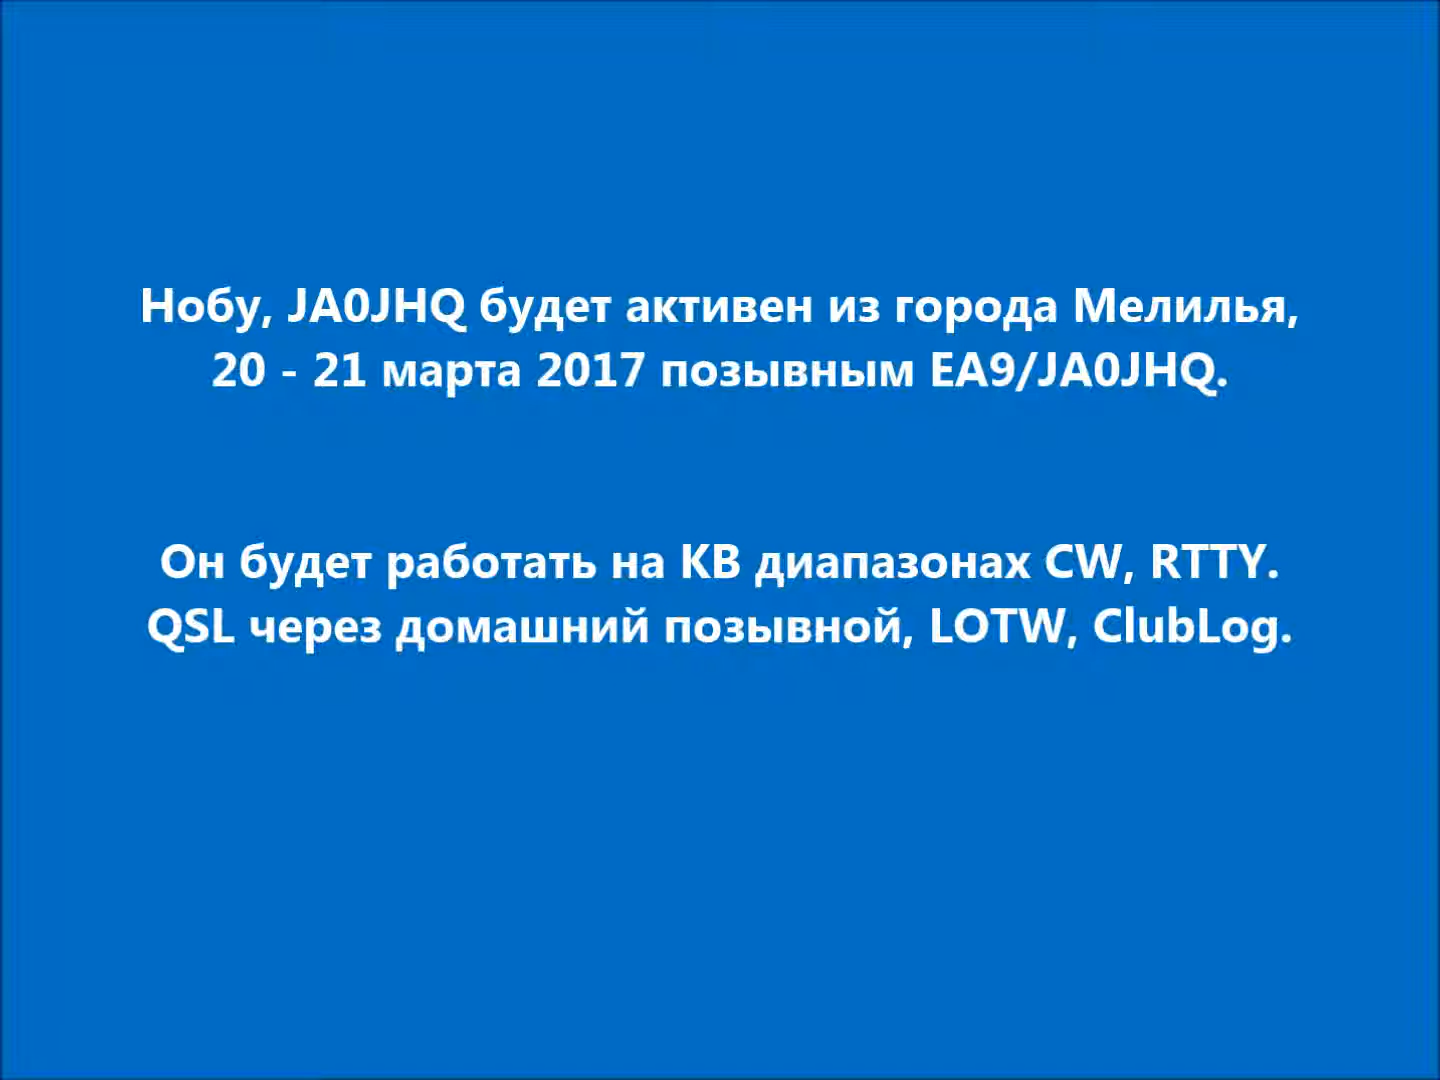 Нобу, JA0JHQ будет активен из города Мелилья,
20 - 21 марта 2017 позывным EA9/JA0JHQ.
Он будет работать на КВ диапазонах CW, RTTY.
QSL через домашний позывной, LOTW, ClubLog.